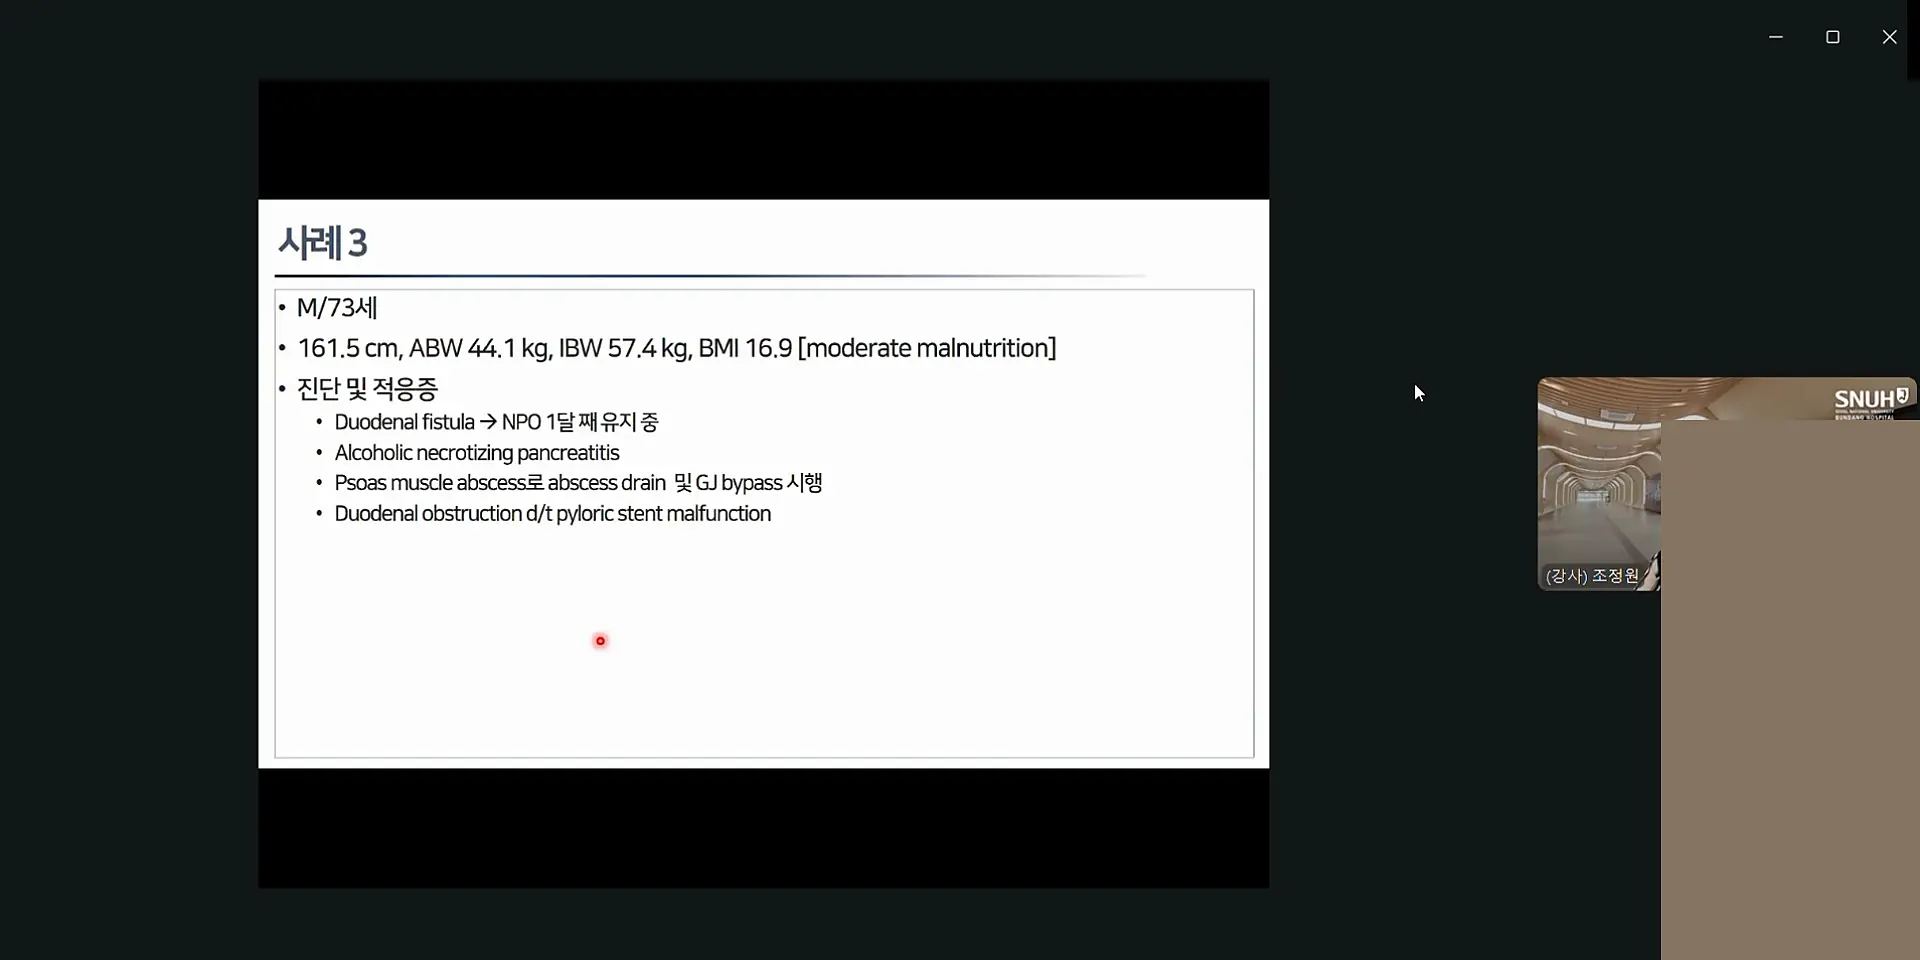 사례 3
• M/73세
• 161.5 cm, ABW 44.1 kg, IBW 57.4 kg, BMI 16.9 [moderate malnutrition]
• 진단 및 적응증
• Duodenal fistula → NPO 1달 째 유지 중
• Alcoholic necrotizing pancreatitis
• Psoas muscle abscess로 abscess drain 및 GJ bypass 시행
• Duodenal obstruction d/t pyloric stent malfunction
SNUH
(강사) 조정원